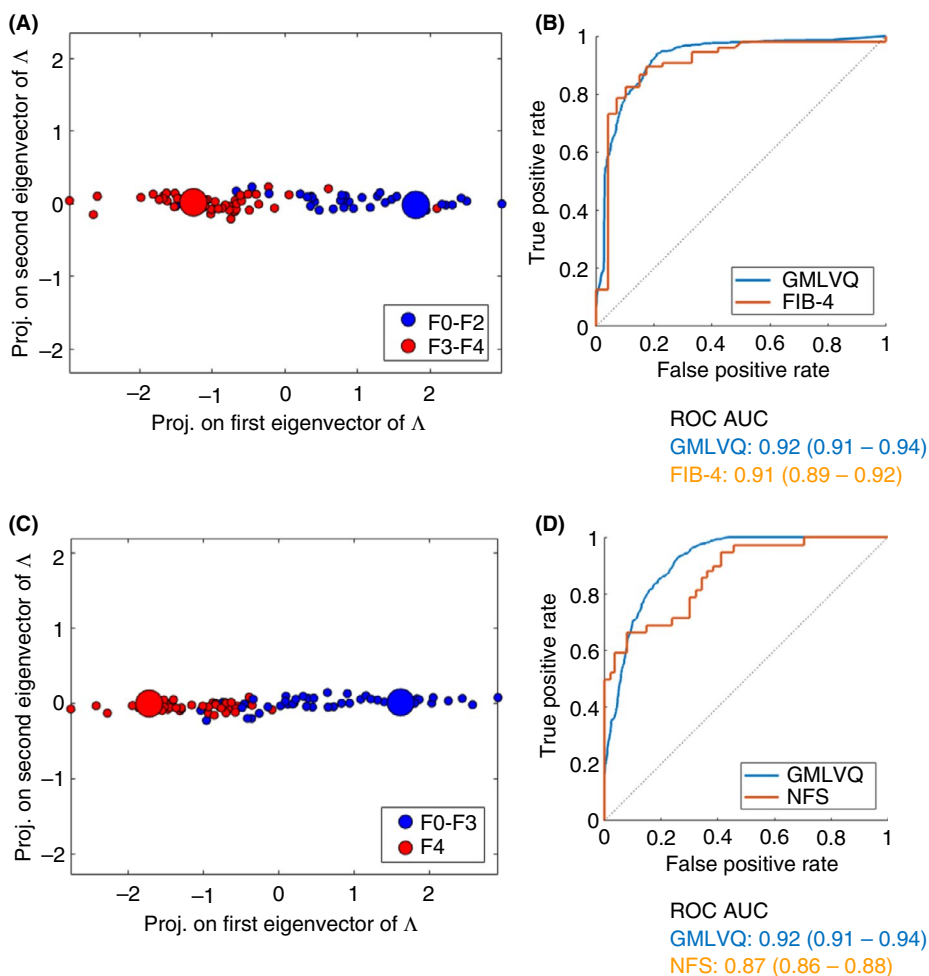 (A)
2
1
0
−1
−2
Proj. on second eigenvector of Λ
F0-F2
F3-F4
−2 −1 0 1 2
Proj. on first eigenvector of Λ
(B)
1
0.8
0.6
0.4
0.2
0
True positive rate
GMLVQ
FIB-4
0 0.2 0.4 0.6 0.8 1
False positive rate
ROC AUC
GMLVQ: 0.92 (0.91 – 0.94)
FIB-4: 0.91 (0.89 – 0.92)
(C)
2
1
0
−1
−2
Proj. on second eigenvector of Λ
F0-F3
F4
−2 −1 0 1 2
Proj. on first eigenvector of Λ
(D)
1
0.8
0.6
0.4
0.2
0
True positive rate
GMLVQ
NFS
0 0.2 0.4 0.6 0.8 1
False positive rate
ROC AUC
GMLVQ: 0.92 (0.91 – 0.94)
NFS: 0.87 (0.86 – 0.88)